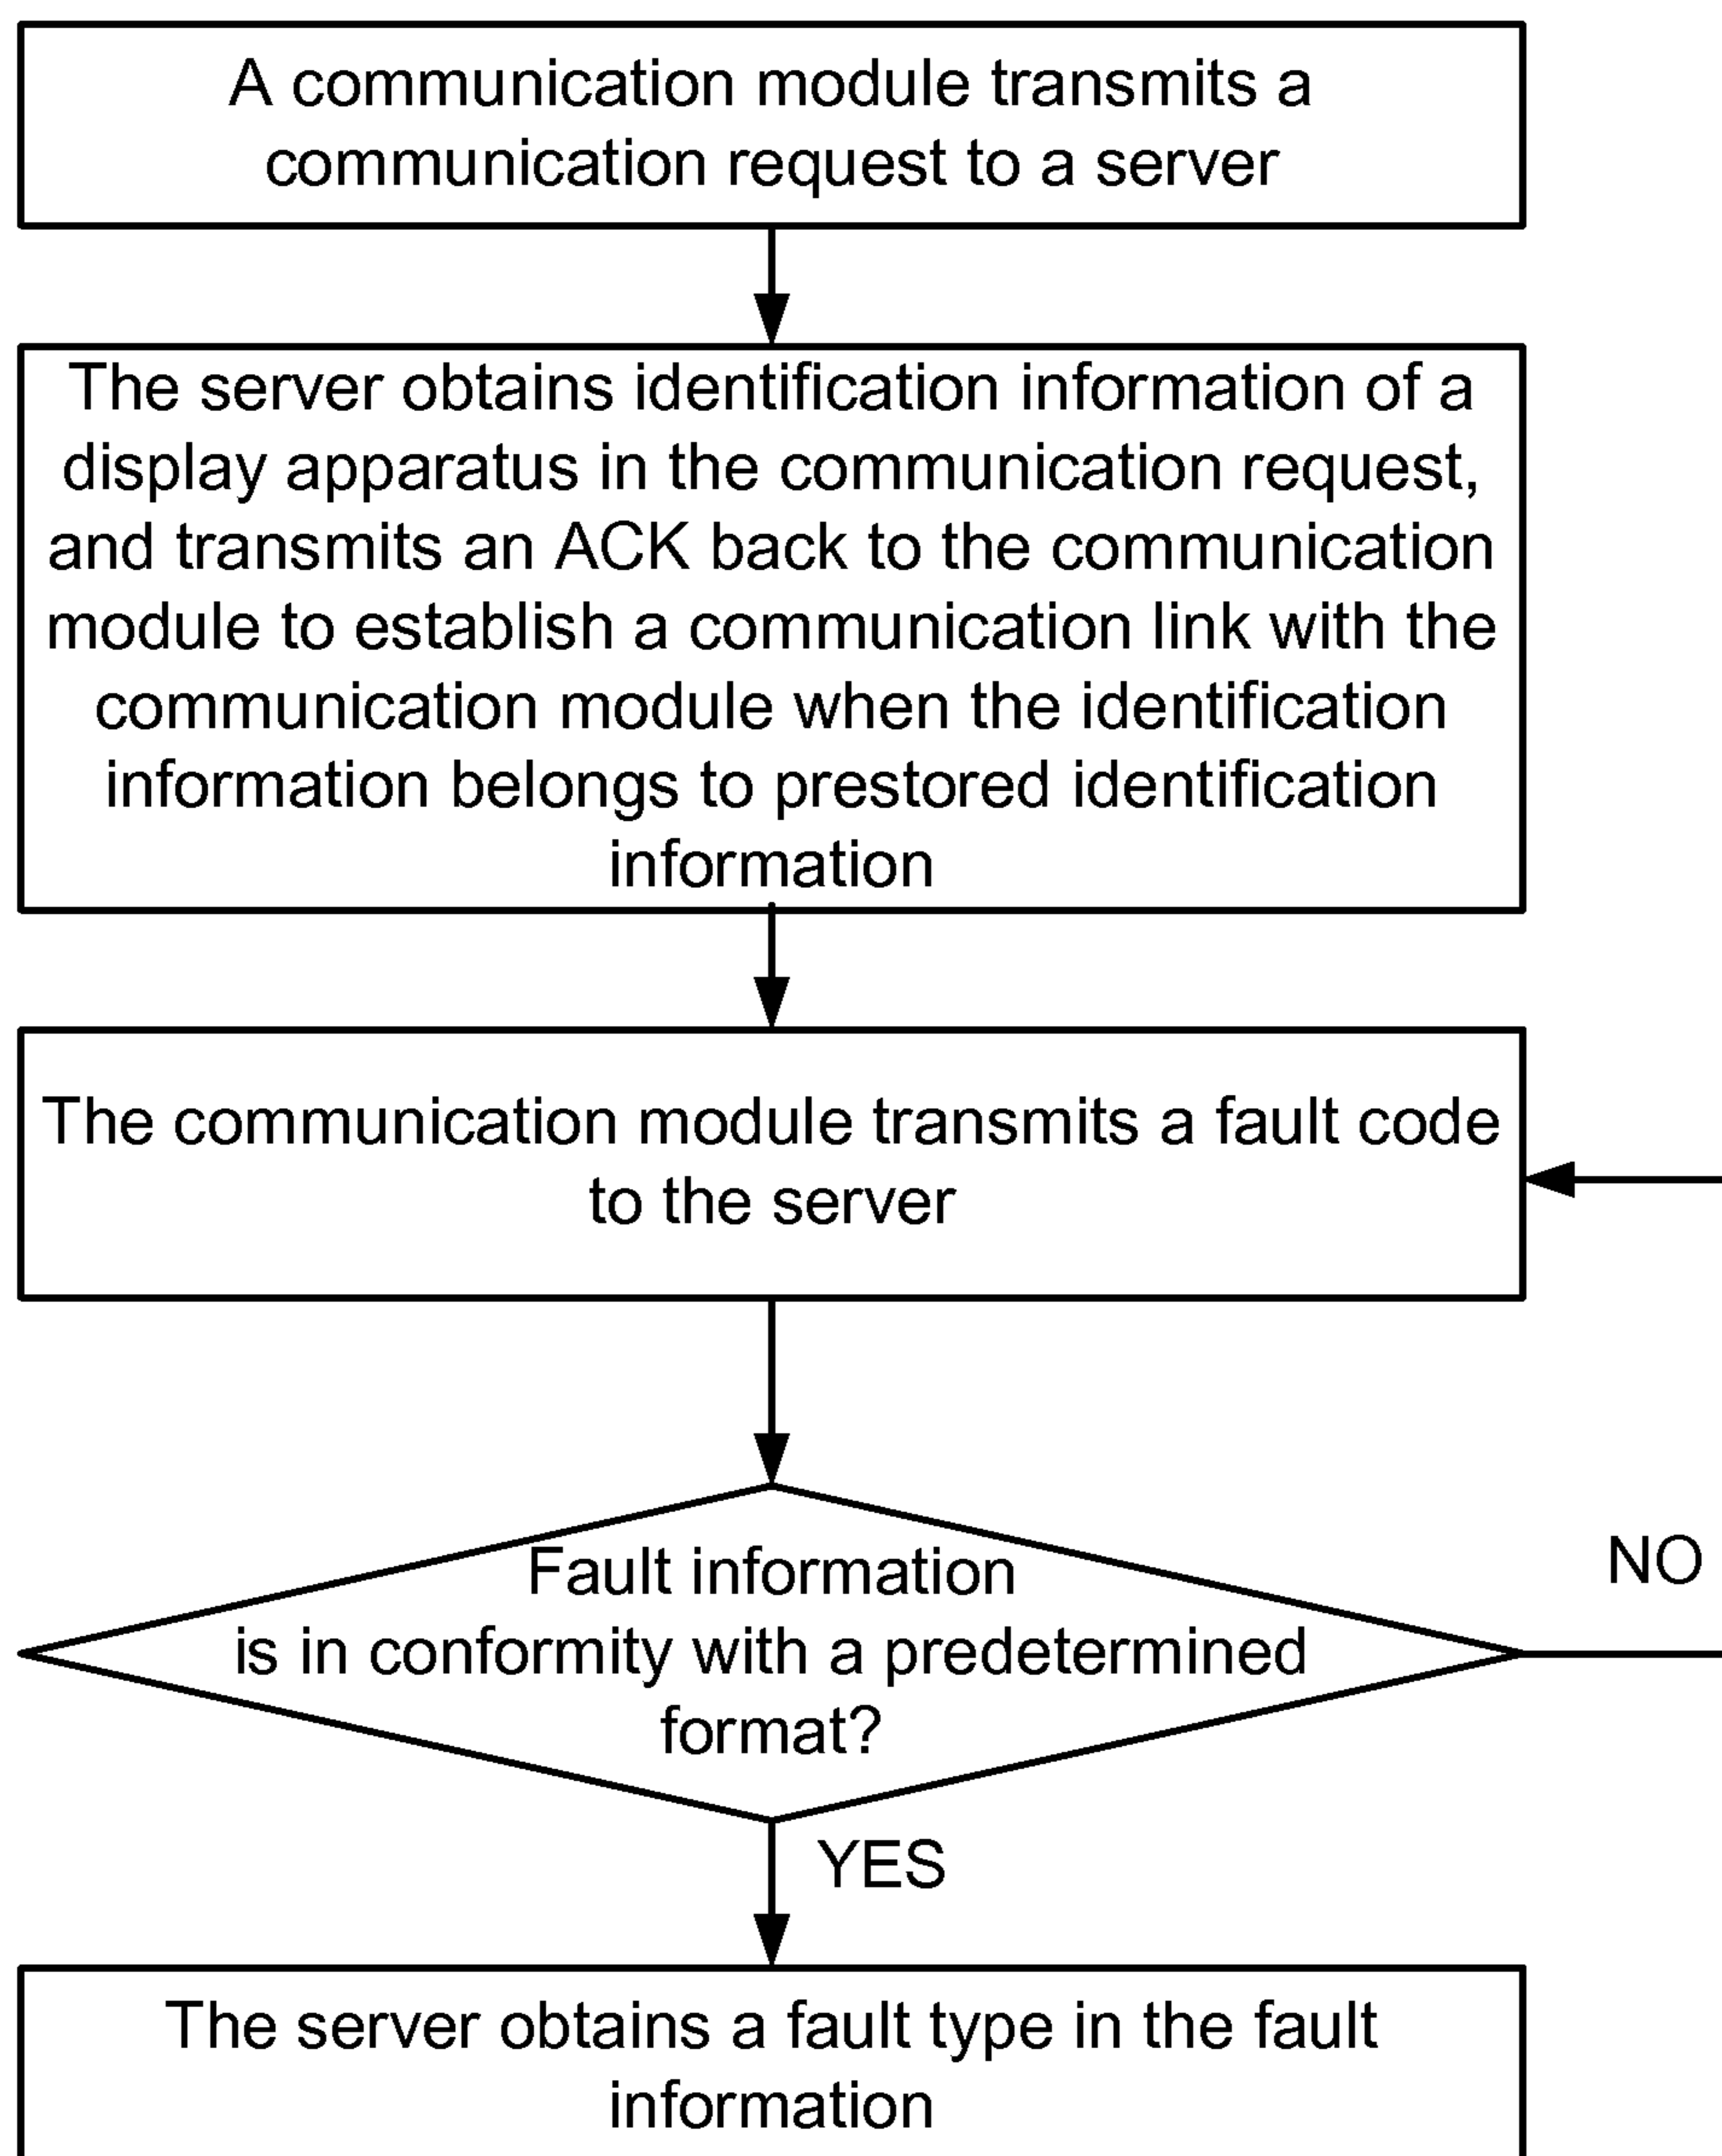 A communication module transmits a
communication request to a server
The server obtains identification information of a
display apparatus in the communication request,
and transmits an ACK back to the communication
module to establish a communication link with the
communication module when the identification
information belongs to prestored identification
information
The communication module transmits a fault code
to the server
Fault information
is in conformity with a predetermined
format?
NO
YES
The server obtains a fault type in the fault
information